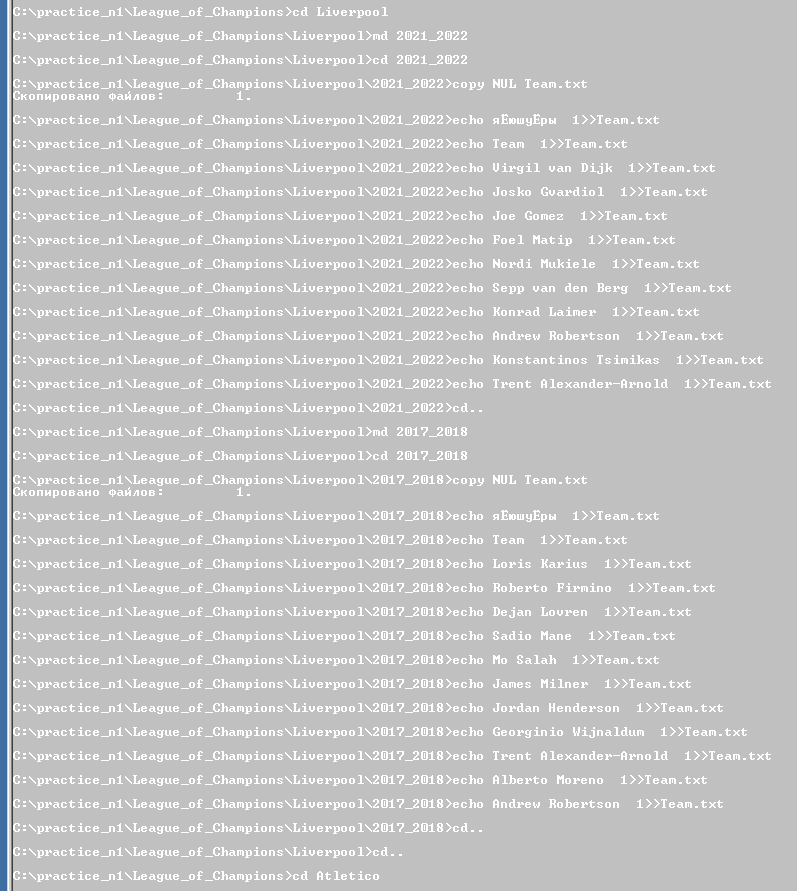 C:\practice_n1\League_of_Champions>cd Liverpool
C:\practice_n1\League_of_Champions\Liverpool>md 2021_2022
C:\practice_n1\League_of_Champions\Liverpool>cd 2021_2022
C:\practice_n1\League_of_Champions\Liverpool\2021_2022>copy NUL Team.txt
Скопировано файлов:         1.
C:\practice_n1\League_of_Champions\Liverpool\2021_2022>echo яЕюшуЕры  1>>Team.txt
C:\practice_n1\League_of_Champions\Liverpool\2021_2022>echo Team  1>>Team.txt
C:\practice_n1\League_of_Champions\Liverpool\2021_2022>echo Virgil van Dijk  1>>Team.txt
C:\practice_n1\League_of_Champions\Liverpool\2021_2022>echo Josko Gvardiol  1>>Team.txt
C:\practice_n1\League_of_Champions\Liverpool\2021_2022>echo Joe Gomez  1>>Team.txt
C:\practice_n1\League_of_Champions\Liverpool\2021_2022>echo Foel Matip  1>>Team.txt
C:\practice_n1\League_of_Champions\Liverpool\2021_2022>echo Nordi Mukiele  1>>Team.txt
C:\practice_n1\League_of_Champions\Liverpool\2021_2022>echo Sepp van den Berg  1>>Team.txt
C:\practice_n1\League_of_Champions\Liverpool\2021_2022>echo Konrad Laimer  1>>Team.txt
C:\practice_n1\League_of_Champions\Liverpool\2021_2022>echo Andrew Robertson  1>>Team.txt
C:\practice_n1\League_of_Champions\Liverpool\2021_2022>echo Konstantinos Tsimikas  1>>Team.txt
C:\practice_n1\League_of_Champions\Liverpool\2021_2022>echo Trent Alexander-Arnold  1>>Team.txt
C:\practice_n1\League_of_Champions\Liverpool\2021_2022>cd..
C:\practice_n1\League_of_Champions\Liverpool>md 2017_2018
C:\practice_n1\League_of_Champions\Liverpool>cd 2017_2018
C:\practice_n1\League_of_Champions\Liverpool\2017_2018>copy NUL Team.txt
Скопировано файлов:         1.
C:\practice_n1\League_of_Champions\Liverpool\2017_2018>echo яЕюшуЕры  1>>Team.txt
C:\practice_n1\League_of_Champions\Liverpool\2017_2018>echo Team  1>>Team.txt
C:\practice_n1\League_of_Champions\Liverpool\2017_2018>echo Loris Karius  1>>Team.txt
C:\practice_n1\League_of_Champions\Liverpool\2017_2018>echo Roberto Firmino  1>>Team.txt
C:\practice_n1\League_of_Champions\Liverpool\2017_2018>echo Dejan Lovren  1>>Team.txt
C:\practice_n1\League_of_Champions\Liverpool\2017_2018>echo Sadio Mane  1>>Team.txt
C:\practice_n1\League_of_Champions\Liverpool\2017_2018>echo Mo Salah  1>>Team.txt
C:\practice_n1\League_of_Champions\Liverpool\2017_2018>echo James Milner  1>>Team.txt
C:\practice_n1\League_of_Champions\Liverpool\2017_2018>echo Jordan Henderson  1>>Team.txt
C:\practice_n1\League_of_Champions\Liverpool\2017_2018>echo Georginio Wijnaldum  1>>Team.txt
C:\practice_n1\League_of_Champions\Liverpool\2017_2018>echo Trent Alexander-Arnold  1>>Team.txt
C:\practice_n1\League_of_Champions\Liverpool\2017_2018>echo Alberto Moreno  1>>Team.txt
C:\practice_n1\League_of_Champions\Liverpool\2017_2018>echo Andrew Robertson  1>>Team.txt
C:\practice_n1\League_of_Champions\Liverpool\2017_2018>cd..
C:\practice_n1\League_of_Champions\Liverpool>cd..
C:\practice_n1\League_of_Champions>cd Atletico